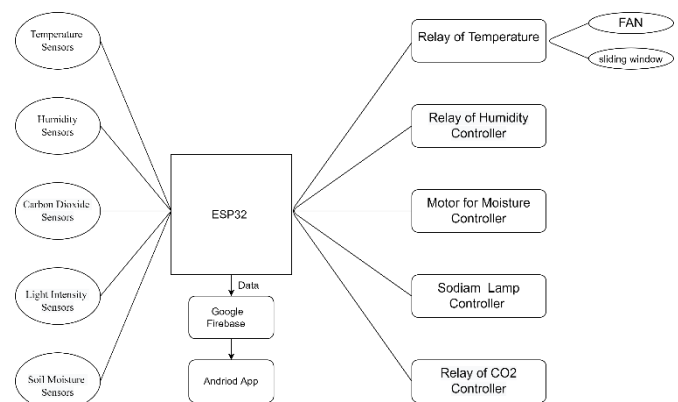 Temperature
Sensors
Humidity
Sensors
Carbon Dioxide
Sensors
Light Intensity
Sensors
Soil Moisture
Sensors
ESP32
Data
Google
Firebase
Andriod App
Relay of Temperature
FAN
sliding window
Relay of Humidity
Controller
Motor for Moisture
Controller
Sodiam Lamp
Controller
Relay of CO2
Controller